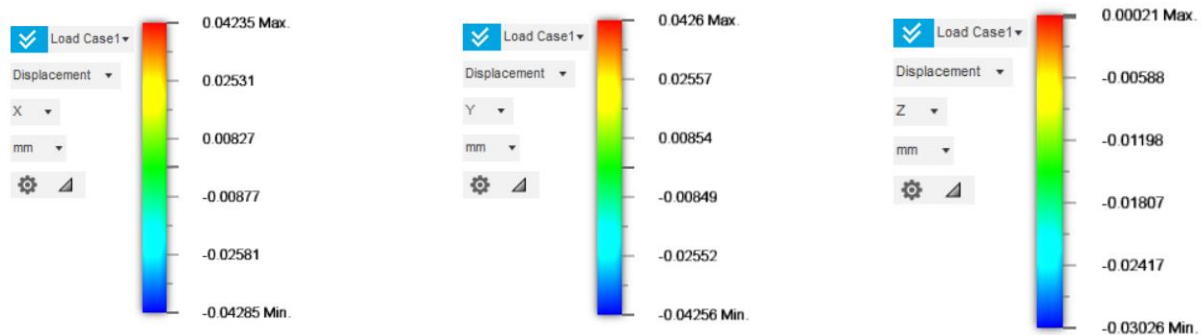 Load Case1
Displacement
X
mm
0.04235 Max.
0.02531
0.00827
-0.00877
-0.02581
-0.04285 Min.
Load Case1
Displacement
Y
mm
0.0426 Max.
0.02557
0.00854
-0.00849
-0.02552
-0.04256 Min.
Load Case1
Displacement
Z
mm
0.00021 Max.
-0.00588
-0.01198
-0.01807
-0.02417
-0.03026 Min.